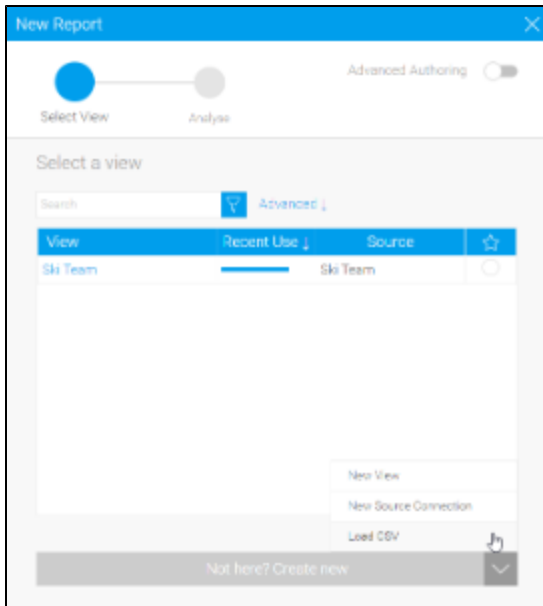 New Report
Advanced Authoring
Select View
Analyse
Select a view
Search
Advanced ↓
View Recent Use ↓ Source
Ski Team Ski Team
New View
New Source Connection
Load CSV
Not here? Create new